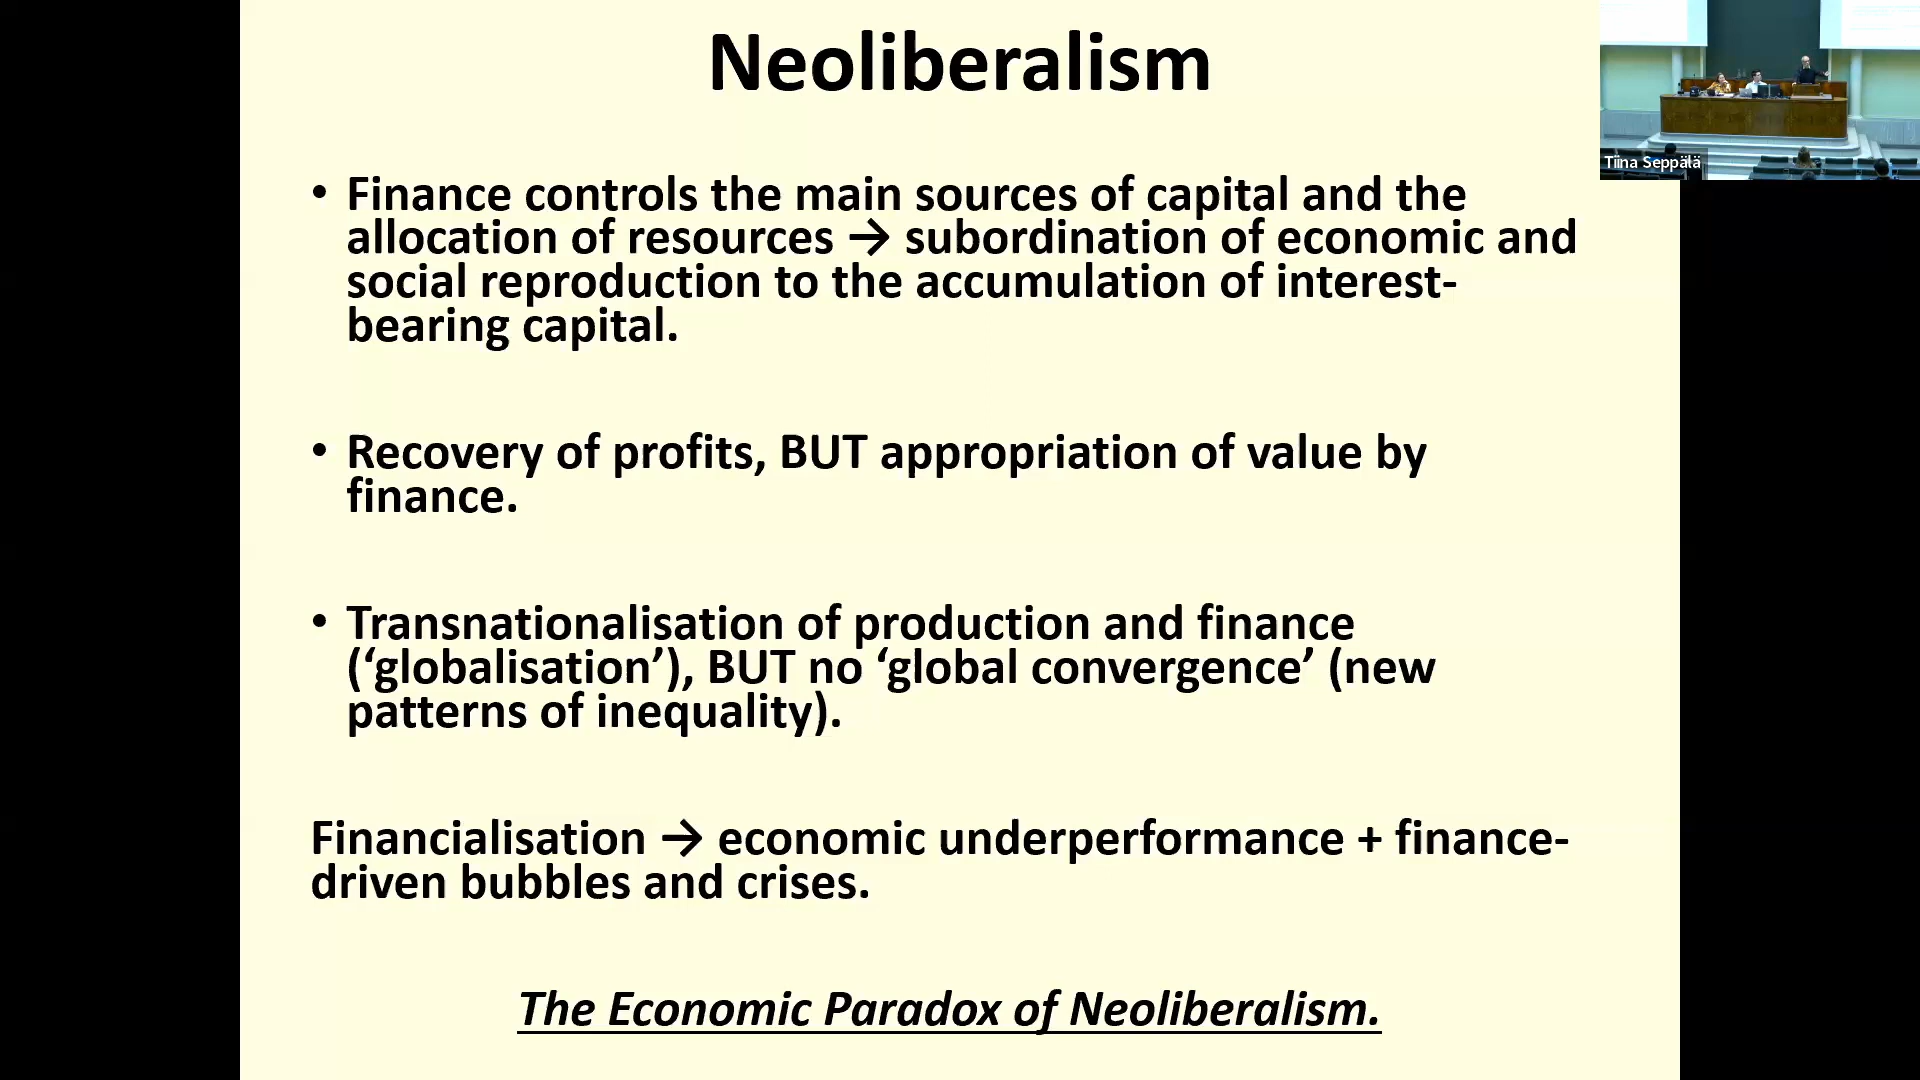 Neoliberalism
• Finance controls the main sources of capital and the
allocation of resources → subordination of economic and
social reproduction to the accumulation of interest-
bearing capital.
• Recovery of profits, BUT appropriation of value by
finance.
• Transnationalisation of production and finance
(‘globalisation’), BUT no ‘global convergence’ (new
patterns of inequality).
Financialisation → economic underperformance + finance-
driven bubbles and crises.
The Economic Paradox of Neoliberalism.
Tiina Seppälä